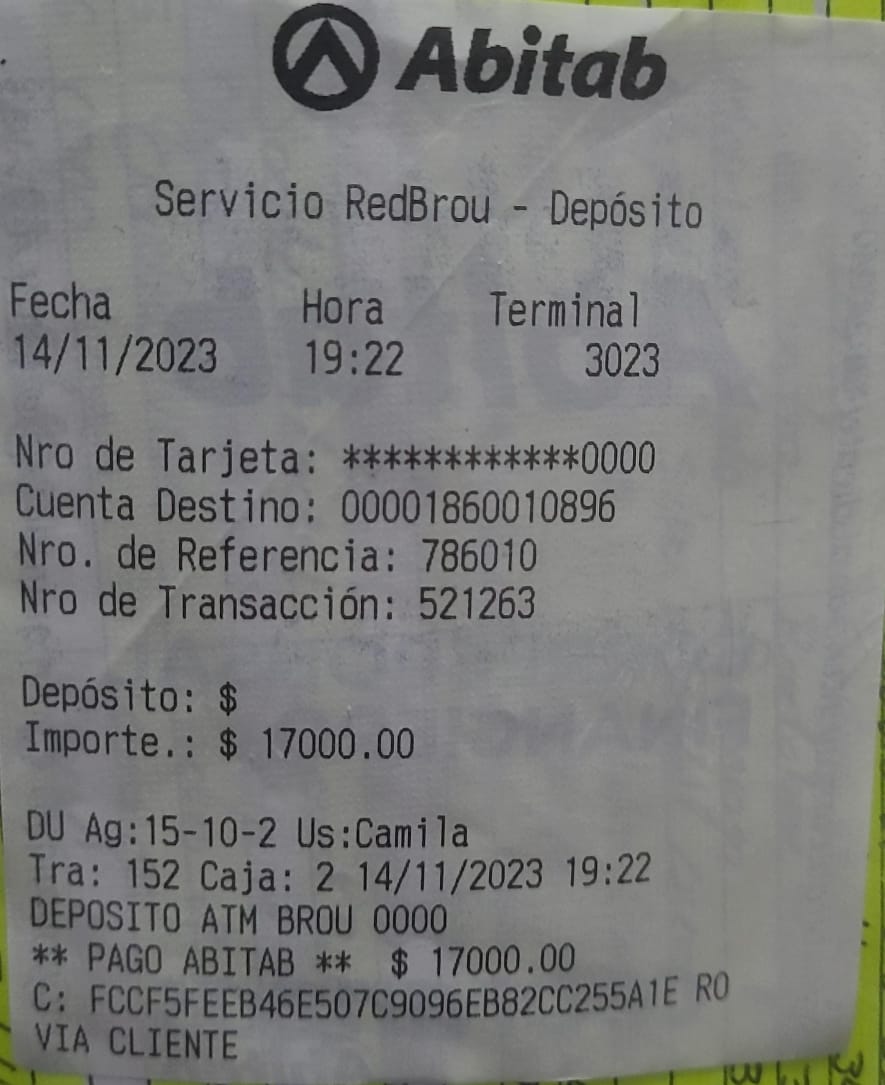 Abitab
Servicio RedBrou - Depósito
Fecha Hora Terminal
14/11/2023 19:22 3023
Nro de Tarjeta: ************0000
Cuenta Destino: 00001860010896
Nro. de Referencia: 786010
Nro de Transacción: 521263
Depósito: $
Importe.: $ 17000.00
DU Ag:15-10-2 Us:Camila
Tra: 152 Caja: 2 14/11/2023 19:22
DEPOSITO ATM BROU 0000
** PAGO ABITAB ** $ 17000.00
C: FCCF5FEEB46E507C9096EB82CC255A1E RO
VIA CLIENTE